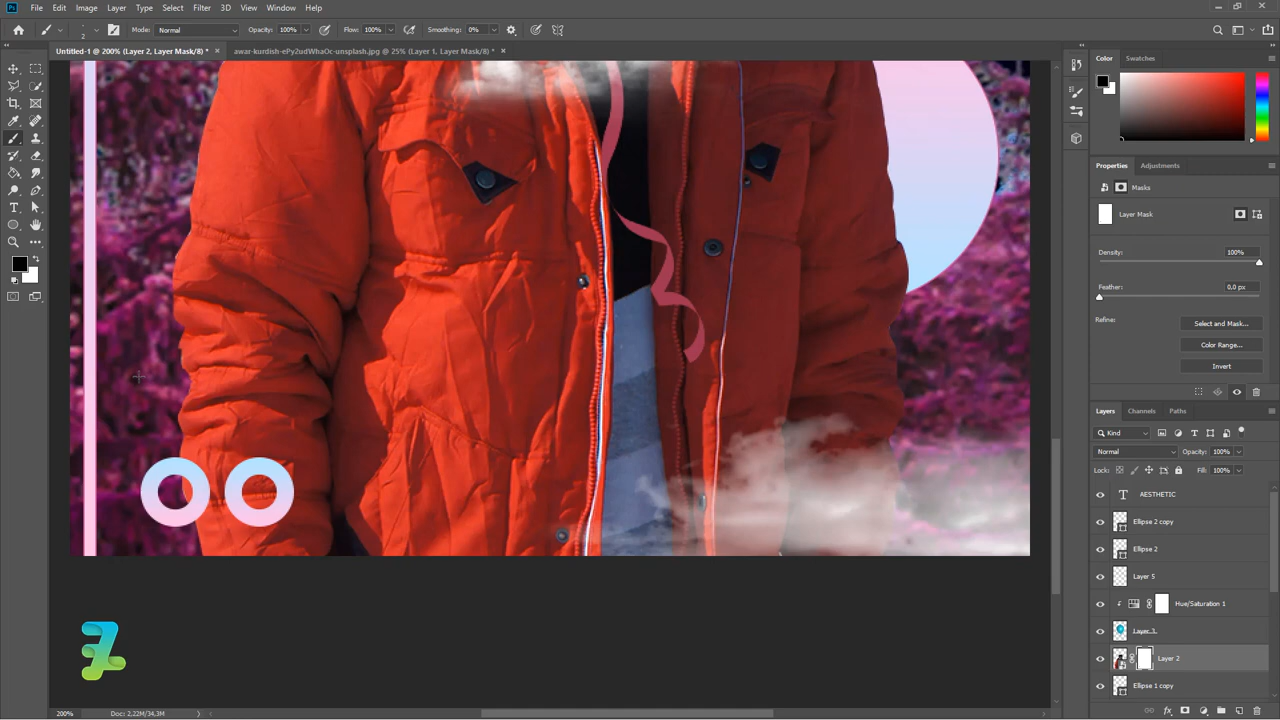 File Edit Image Layer Type Select Filter 3D View Window Help
2 Mode: Normal Opacity: 100% Flow: 100% Smoothing: 0%
Untitled-1 @ 200% (Layer 2, Layer Mask/8) * × awar-kurdish-ePy2udWhaOc-unsplash.jpg @ 25% (Layer 1, Layer Mask/8) * ×
Color Swatches
Properties Adjustments
Masks
Layer Mask
Density: 100%
Feather: 0,0 px
Refine: Select and Mask...
Color Range...
Invert
Layers Channels Paths
Kind
Normal Opacity: 100%
Lock: Fill: 100%
T AESTHETIC
Ellipse 2 copy
Ellipse 2
Layer 5
Hue/Saturation 1
Layer 3
Layer 2
Ellipse 1 copy
200% Doc: 2,22M/34,3M
fx